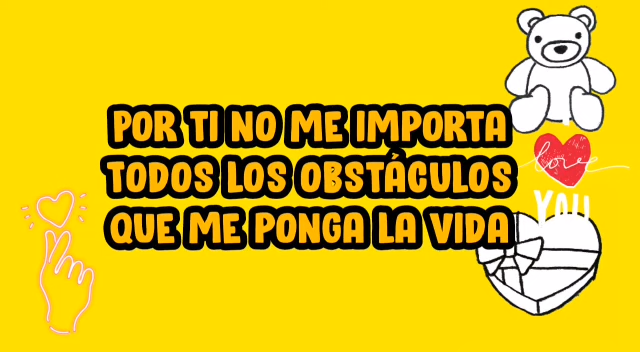 POR TI NO ME IMPORTA
TODOS LOS OBSTÁCULOS
QUE ME PONGA LA VIDA
I
love
YOU